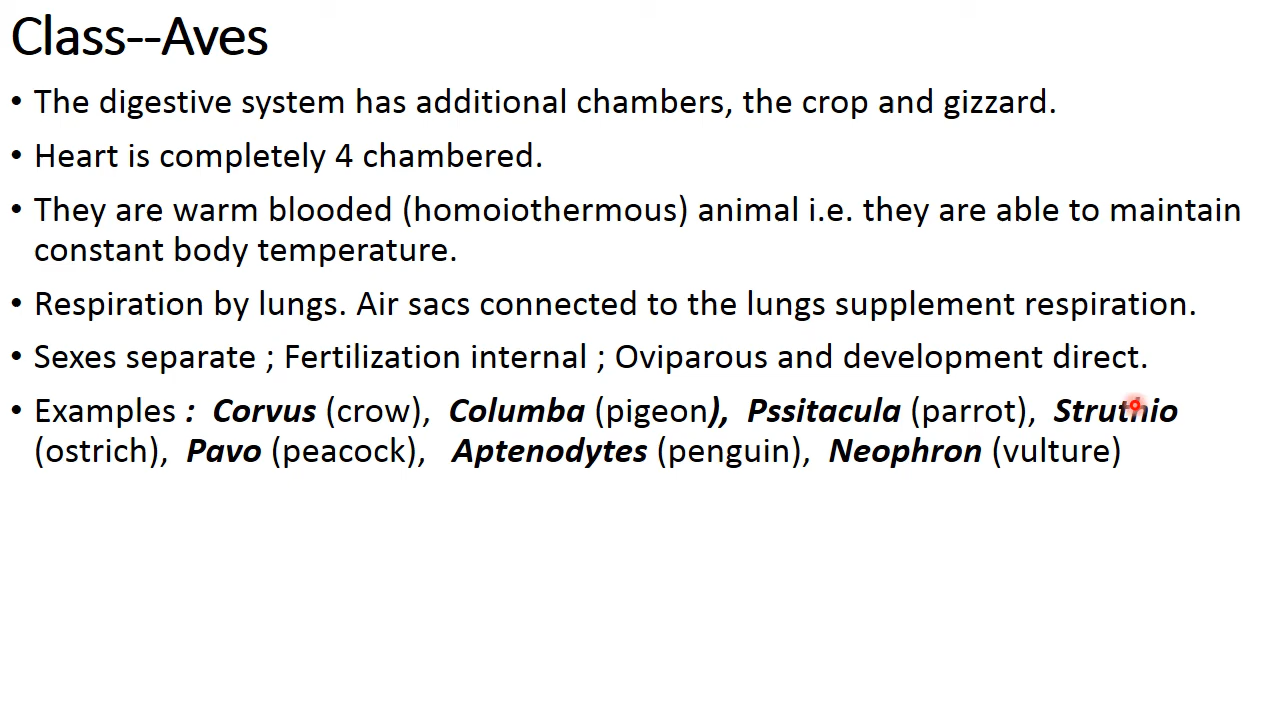 Class--Aves
• The digestive system has additional chambers, the crop and gizzard.
• Heart is completely 4 chambered.
• They are warm blooded (homoiothermous) animal i.e. they are able to maintain
constant body temperature.
• Respiration by lungs. Air sacs connected to the lungs supplement respiration.
• Sexes separate ; Fertilization internal ; Oviparous and development direct.
• Examples : Corvus (crow), Columba (pigeon), Pssitacula (parrot), Struthio
(ostrich), Pavo (peacock), Aptenodytes (penguin), Neophron (vulture)